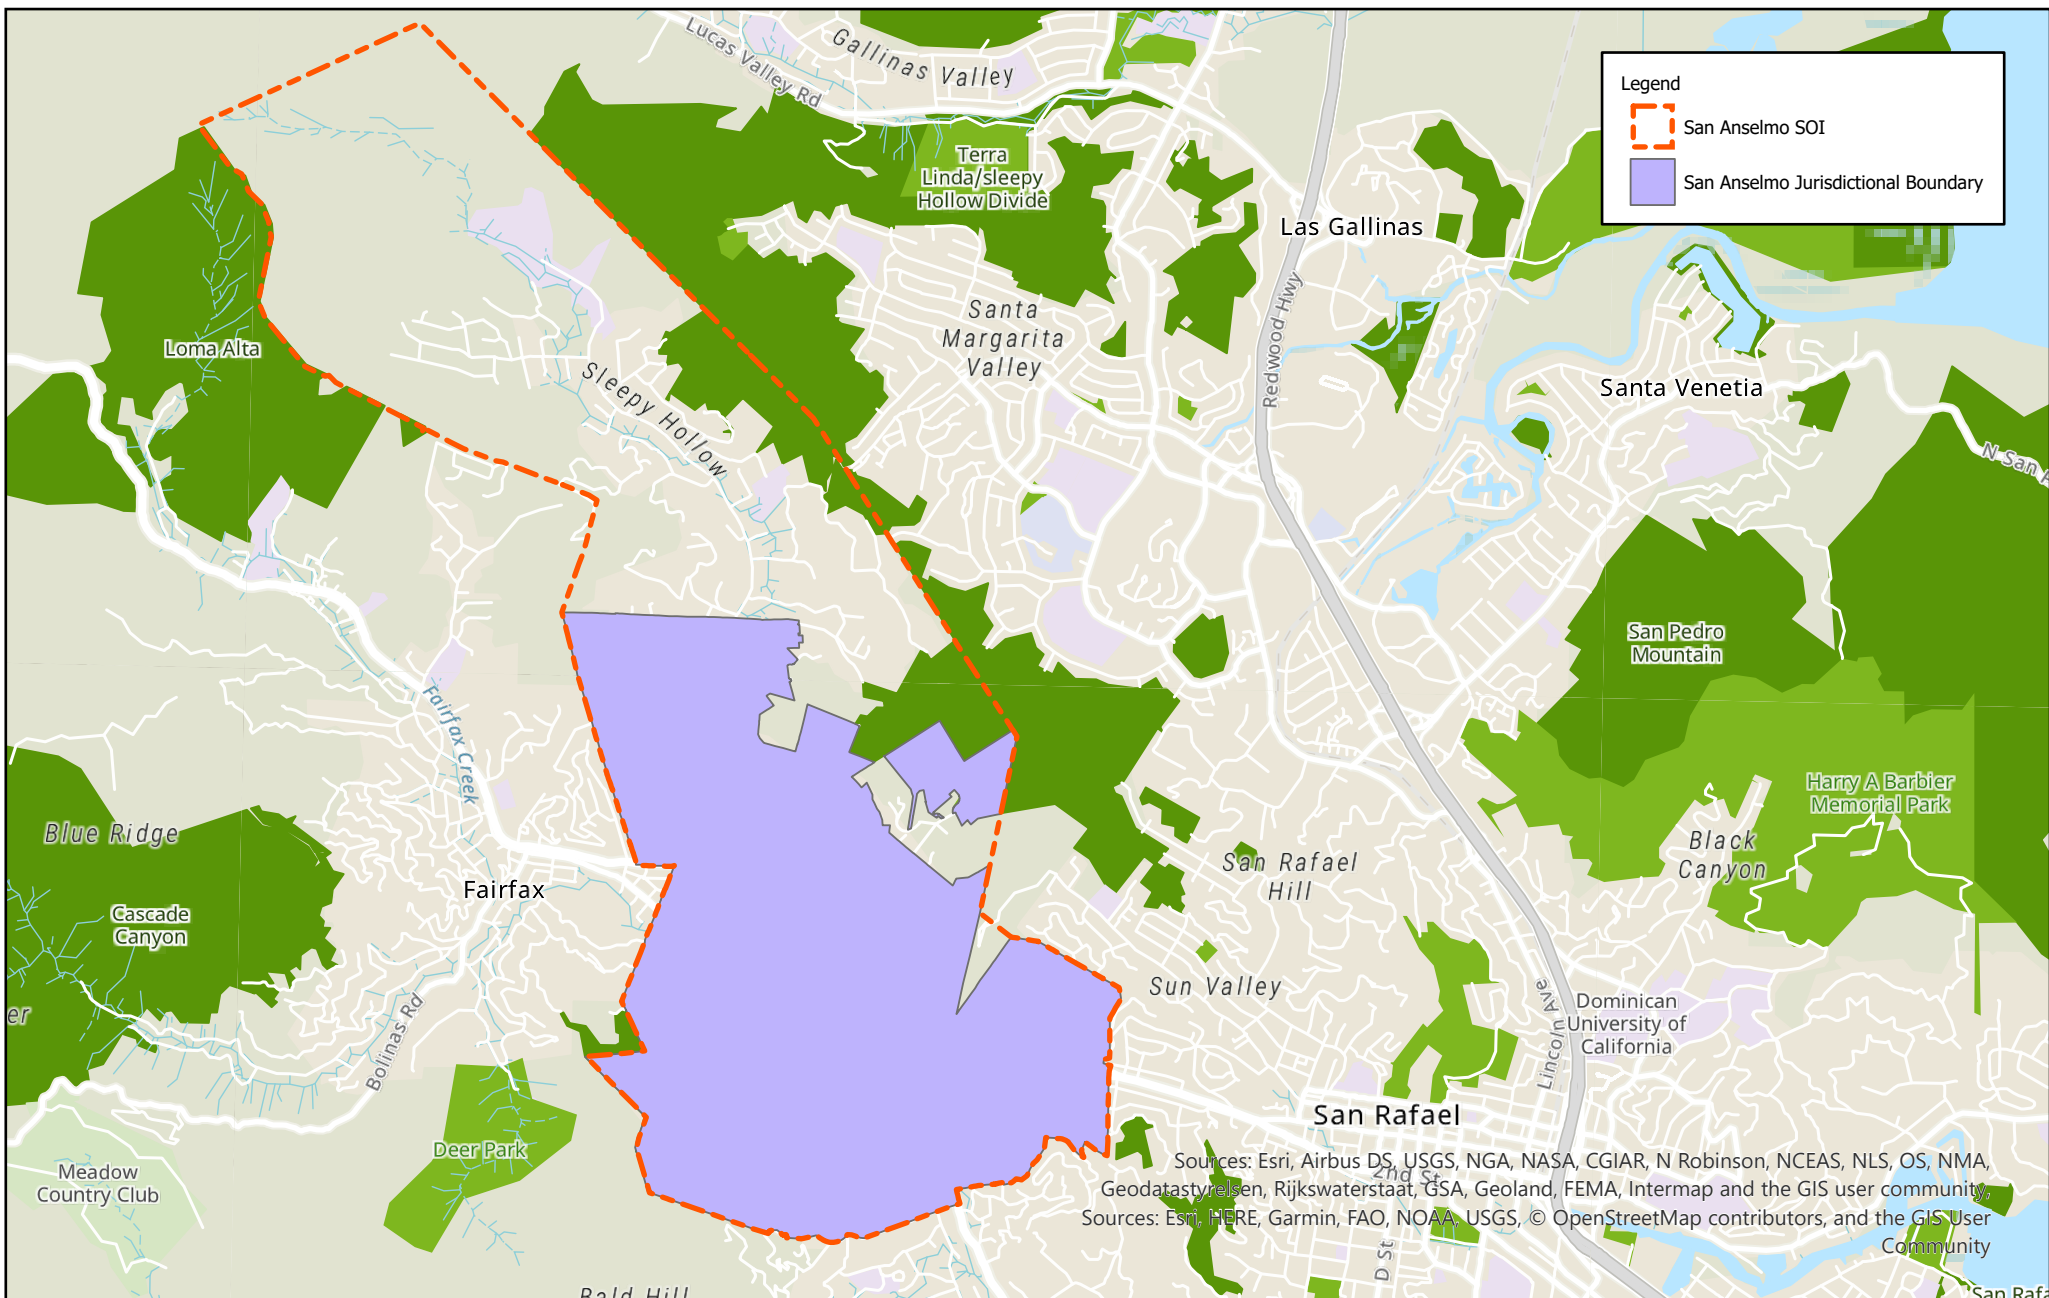 Lucas Valley Rd
Gallinas Valley
Legend
San Anselmo SOI
San Anselmo Jurisdictional Boundary
Terra
Linda/sleepy
Hollow Divide
Las Gallinas
Redwood Hwy
Santa
Margarita
Valley
Loma Alta
Sleepy Hollow
Santa Venetia
N San
San Pedro
Mountain
Fairfax Creek
Harry A Barbier
Memorial Park
Blue Ridge
Black
Canyon
San Rafael
Hill
Fairfax
Cascade
Canyon
Sun Valley
er
Bolinas Rd
Lincoln Ave
Dominican
University of
California
San Rafael
Deer Park
Meadow
Country Club
2nd St
D St
Sources: Esri, Airbus DS, USGS, NGA, NASA, CGIAR, N Robinson, NCEAS, NLS, OS, NMA,
Geodatastyrelsen, Rijkswaterstaat, GSA, Geoland, FEMA, Intermap and the GIS user community,
Sources: Esri, HERE, Garmin, FAO, NOAA, USGS, © OpenStreetMap contributors, and the GIS User
Community
Bald Hill
San Rafa